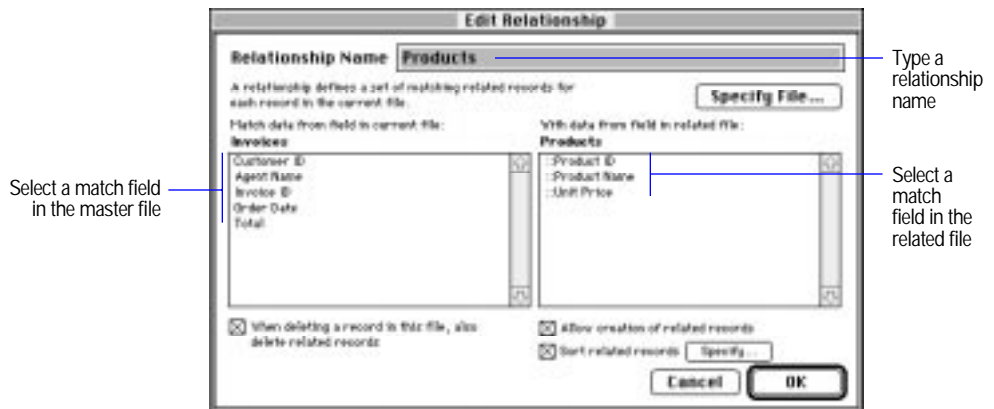 Edit Relationship
Relationship Name Products
Type a
relationship
name
A relationship defines a set of matching related records for
each record in the current file.
Specify File...
Match data from field in current file:
With data from field in related file:
Invoices
Products
Customer ID
Agent Name
Invoice ID
Order Date
Total
::Product ID
::Product Name
::Unit Price
Select a match field
in the master file
Select a
match
field in the
related file
When deleting a record in this file, also
delete related records
Allow creation of related records
Sort related records Specify...
Cancel
OK